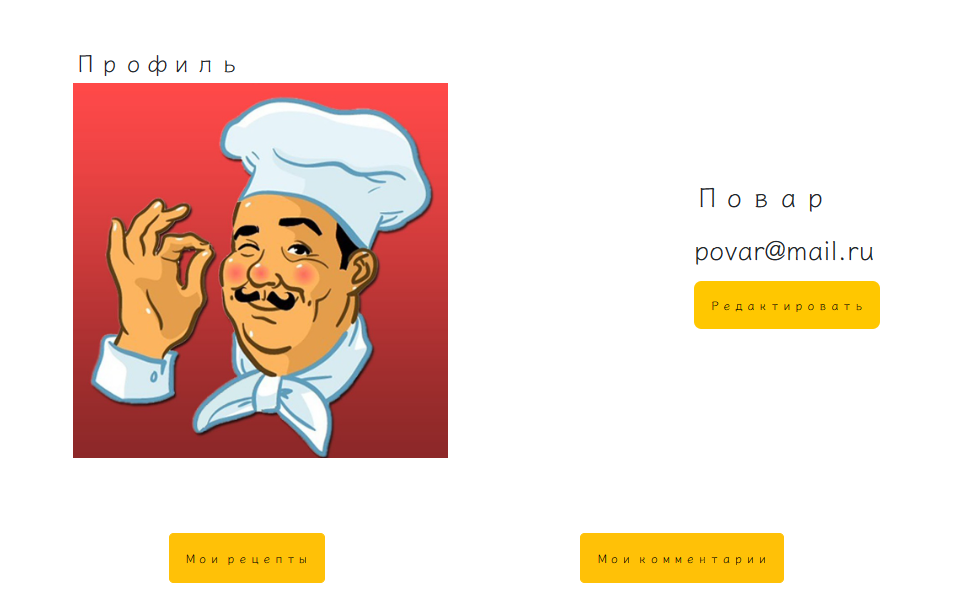 Профиль
Повар
povar@mail.ru
Редактировать
Мои рецепты
Мои комментарии